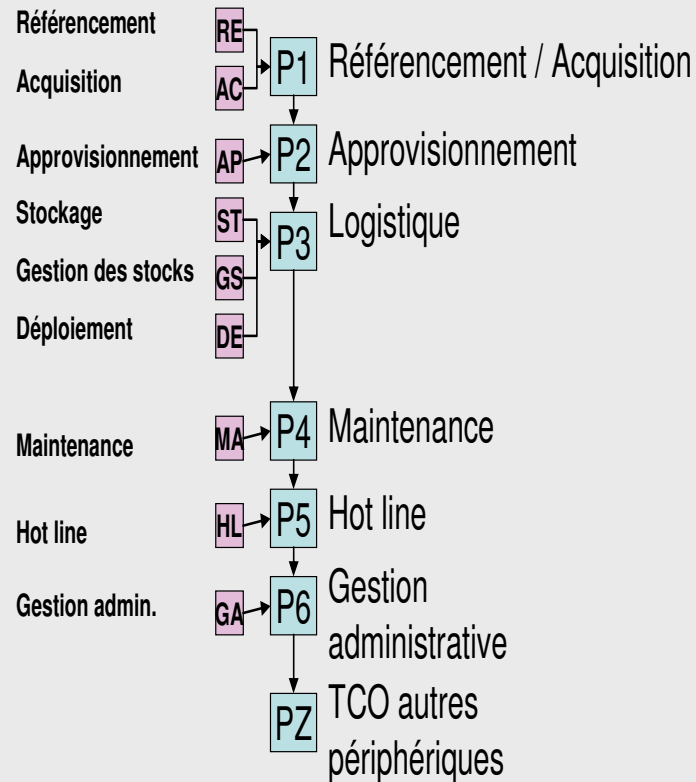 Référencement RE
P1 Référencement / Acquisition
Acquisition AC
Approvisionnement AP P2 Approvisionnement
Stockage ST
P3 Logistique
Gestion des stocks GS
Déploiement DE
Maintenance MA P4 Maintenance
Hot line HL P5 Hot line
Gestion admin. GA P6 Gestion
administrative
PZ TCO autres
périphériques